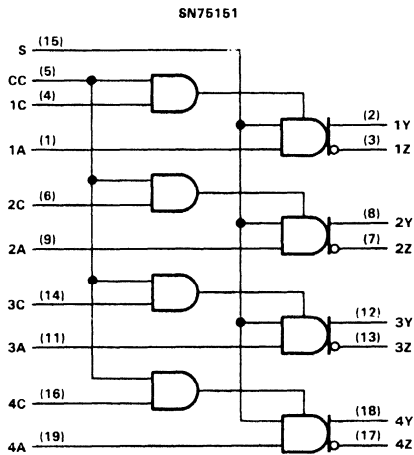 SN75151
S (15)
CC (5)
1C (4)
1A (1)
(2) 1Y
(3) 1Z
2C (6)
2A (9)
(8) 2Y
(7) 2Z
3C (14)
3A (11)
(12) 3Y
(13) 3Z
4C (16)
4A (19)
(18) 4Y
(17) 4Z